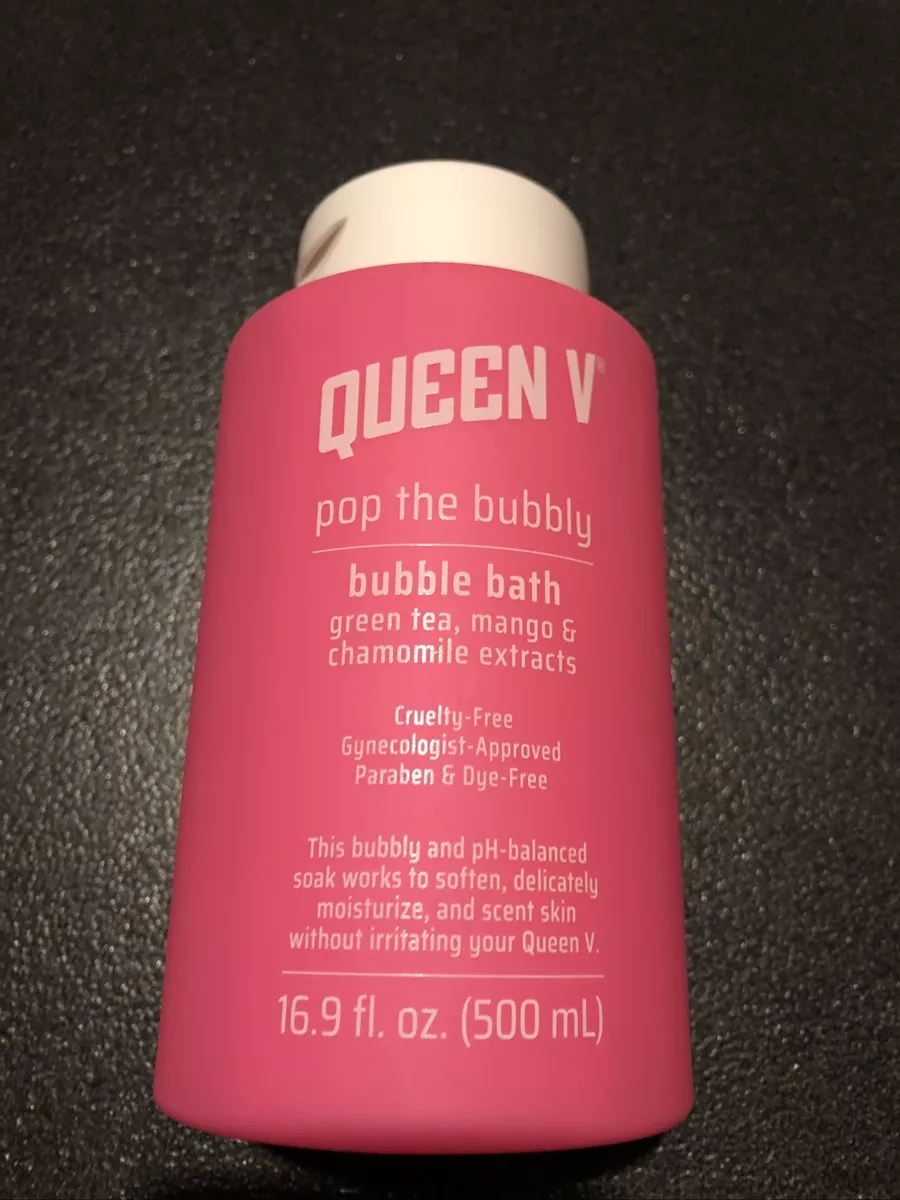 QUEEN V®
pop the bubbly
bubble bath
green tea, mango &
chamomile extracts
Cruelty-Free
Gynecologist-Approved
Paraben & Dye-Free
This bubbly and pH-balanced
soak works to soften, delicately
moisturize, and scent skin
without irritating your Queen V.
16.9 fl. oz. (500 mL)